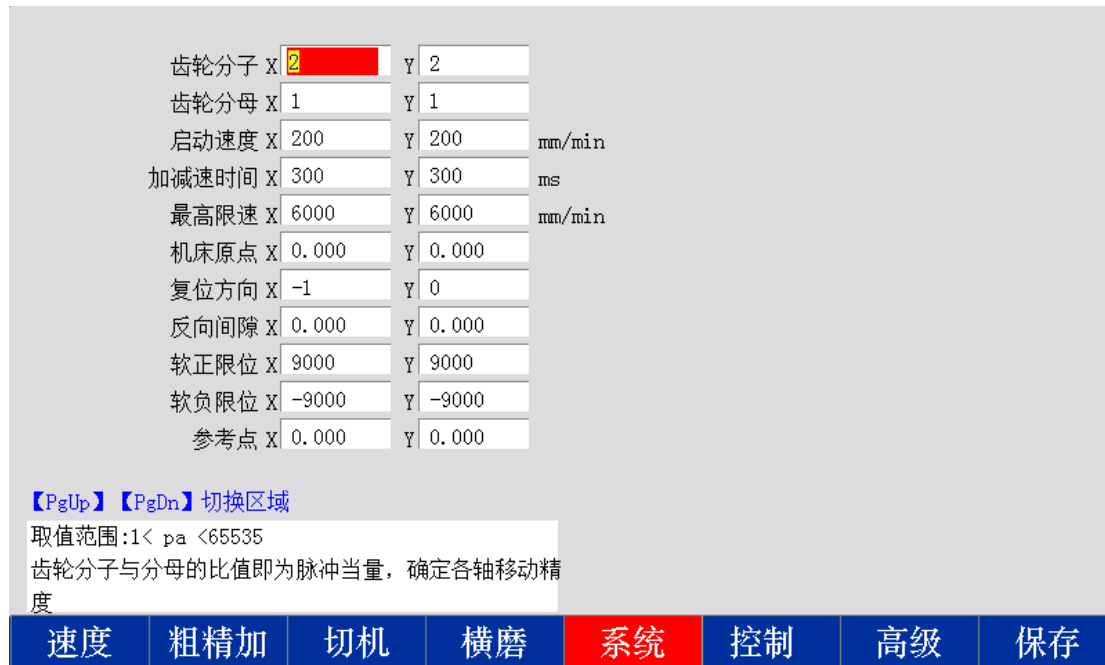 齿轮分子 X 2 Y 2
齿轮分母 X 1 Y 1
启动速度 X 200 Y 200 mm/min
加减速时间 X 300 Y 300 ms
最高限速 X 6000 Y 6000 mm/min
机床原点 X 0.000 Y 0.000
复位方向 X -1 Y 0
反向间隙 X 0.000 Y 0.000
软正限位 X 9000 Y 9000
软负限位 X -9000 Y -9000
参考点 X 0.000 Y 0.000
【PgUp】【PgDn】切换区域
取值范围:1< pa <65535
齿轮分子与分母的比值即为脉冲当量，确定各轴移动精
度
速度 粗精加 切机 横磨 系统 控制 高级 保存